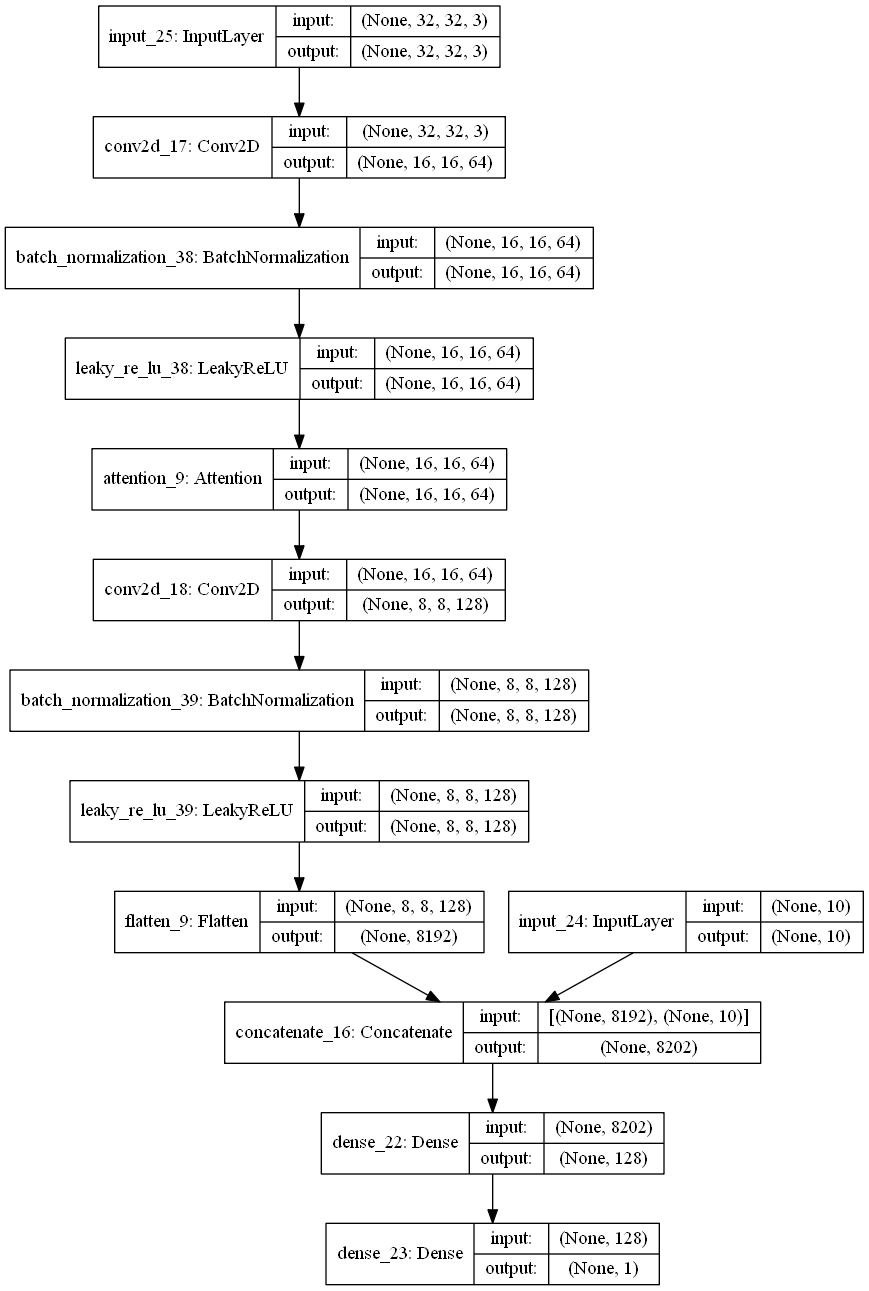 input_25: InputLayer
input: (None, 32, 32, 3)
output: (None, 32, 32, 3)
conv2d_17: Conv2D
input: (None, 32, 32, 3)
output: (None, 16, 16, 64)
batch_normalization_38: BatchNormalization
input: (None, 16, 16, 64)
output: (None, 16, 16, 64)
leaky_re_lu_38: LeakyReLU
input: (None, 16, 16, 64)
output: (None, 16, 16, 64)
attention_9: Attention
input: (None, 16, 16, 64)
output: (None, 16, 16, 64)
conv2d_18: Conv2D
input: (None, 16, 16, 64)
output: (None, 8, 8, 128)
batch_normalization_39: BatchNormalization
input: (None, 8, 8, 128)
output: (None, 8, 8, 128)
leaky_re_lu_39: LeakyReLU
input: (None, 8, 8, 128)
output: (None, 8, 8, 128)
flatten_9: Flatten
input: (None, 8, 8, 128)
output: (None, 8192)
input_24: InputLayer
input: (None, 10)
output: (None, 10)
concatenate_16: Concatenate
input: [(None, 8192), (None, 10)]
output: (None, 8202)
dense_22: Dense
input: (None, 8202)
output: (None, 128)
dense_23: Dense
input: (None, 128)
output: (None, 1)